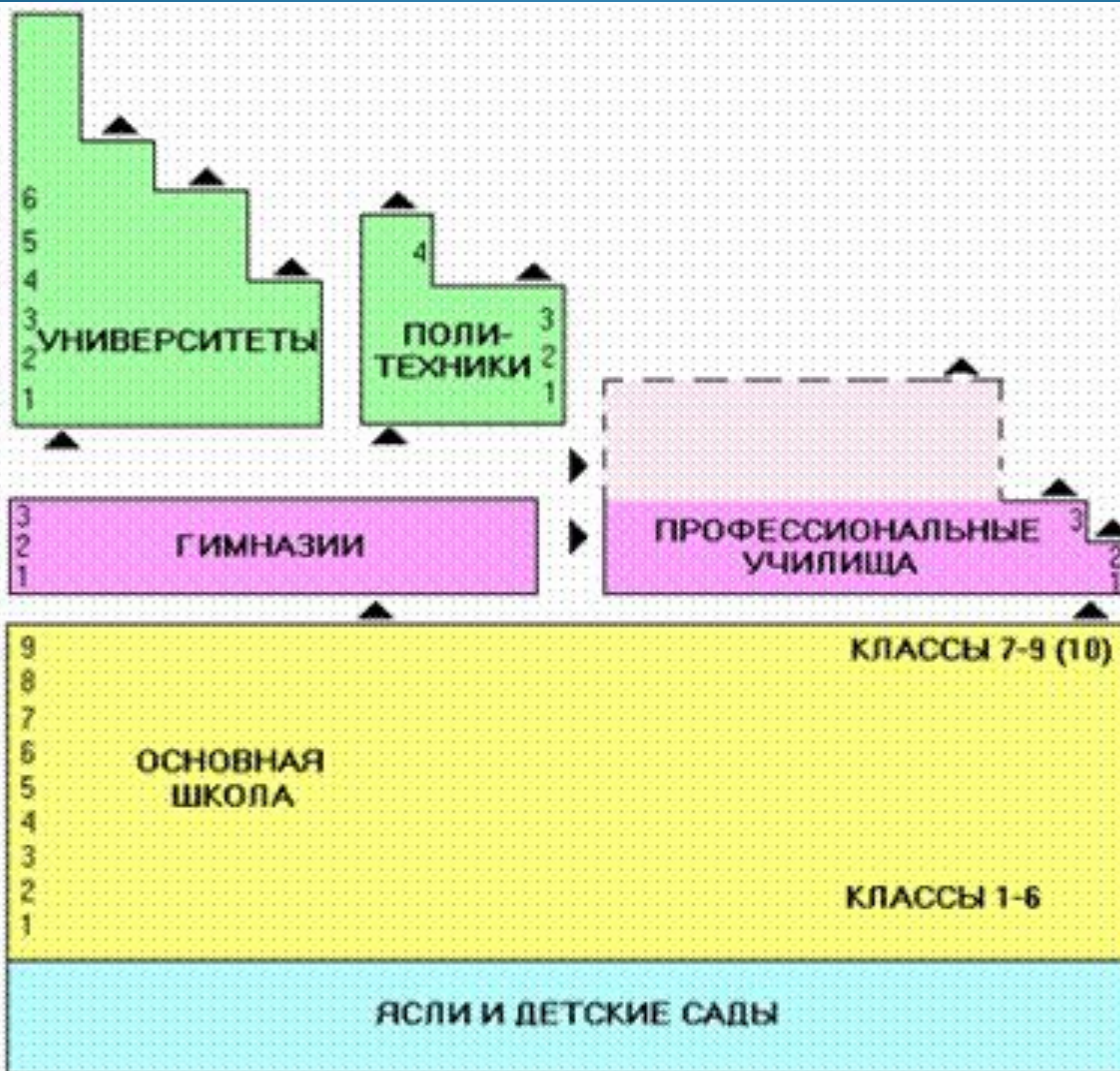 6
5
4
3
2
1
УНИВЕРСИТЕТЫ
4
3
2
1
ПОЛИ-
ТЕХНИКИ
3
2
1
ГИМНАЗИИ
ПРОФЕССИОНАЛЬНЫЕ
УЧИЛИЩА
3
2
1
9
8
7
6
5
4
3
2
1
КЛАССЫ 7-9 (10)
ОСНОВНАЯ
ШКОЛА
КЛАССЫ 1-6
ЯСЛИ И ДЕТСКИЕ САДЫ